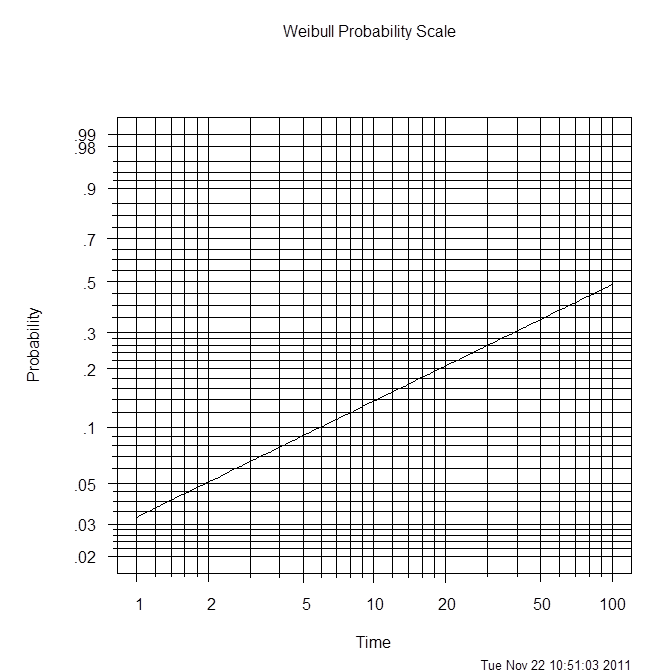 Weibull Probability Scale
.99
.98
.9
.7
.5
.3
.2
.1
.05
.03
.02
Probability
1 2 5 10 20 50 100
Time
Tue Nov 22 10:51:03 2011